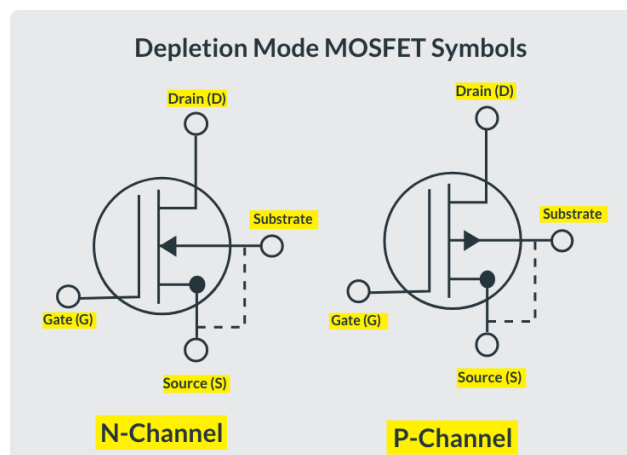 Depletion Mode MOSFET Symbols
Drain (D)
Substrate
Gate (G)
Source (S)
N-Channel
Drain (D)
Substrate
Gate (G)
Source (S)
P-Channel